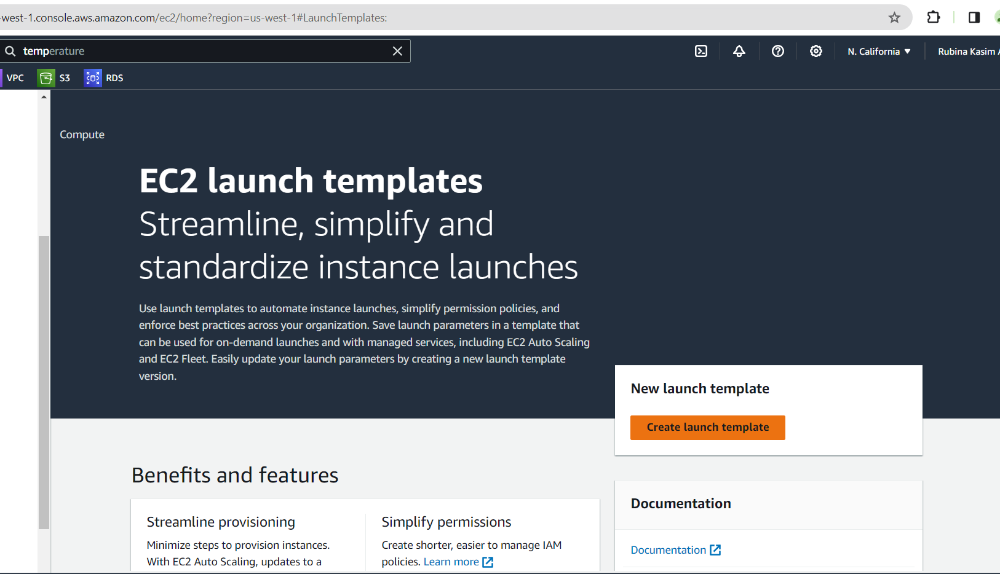 -west-1.console.aws.amazon.com/ec2/home?region=us-west-1#LaunchTemplates:
temperature
N. California
Rubina Kasim
VPC
S3
RDS
Compute
EC2 launch templates
Streamline, simplify and
standardize instance launches
Use launch templates to automate instance launches, simplify permission policies, and
enforce best practices across your organization. Save launch parameters in a template that
can be used for on-demand launches and with managed services, including EC2 Auto Scaling
and EC2 Fleet. Easily update your launch parameters by creating a new launch template
version.
New launch template
Create launch template
Benefits and features
Streamline provisioning
Minimize steps to provision instances.
With EC2 Auto Scaling, updates to a
Simplify permissions
Create shorter, easier to manage IAM
policies. Learn more
Documentation
Documentation